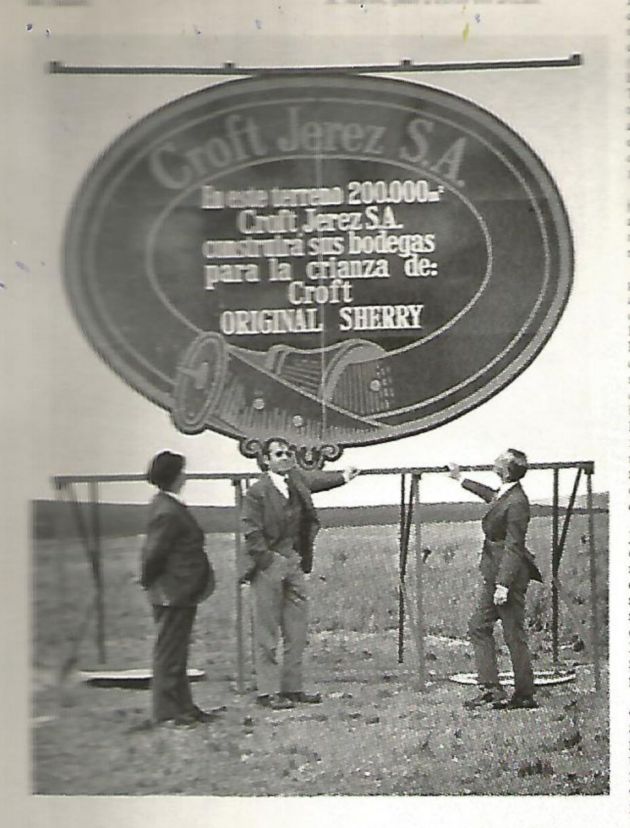 Croft Jerez S.A.
En este terreno 200.000m²
Croft Jerez S.A.
construirá sus bodegas
para la crianza de:
Croft
ORIGINAL SHERRY